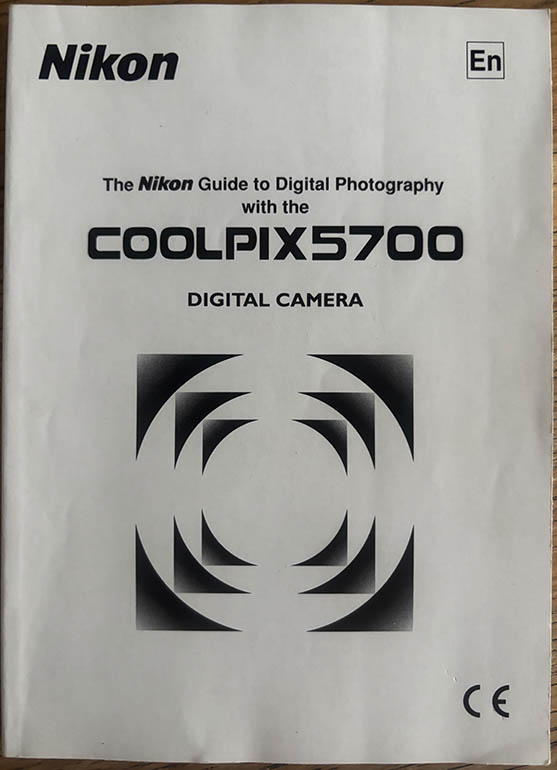 Nikon
En
The Nikon Guide to Digital Photography
with the
COOLPIX5700
DIGITAL CAMERA
CE